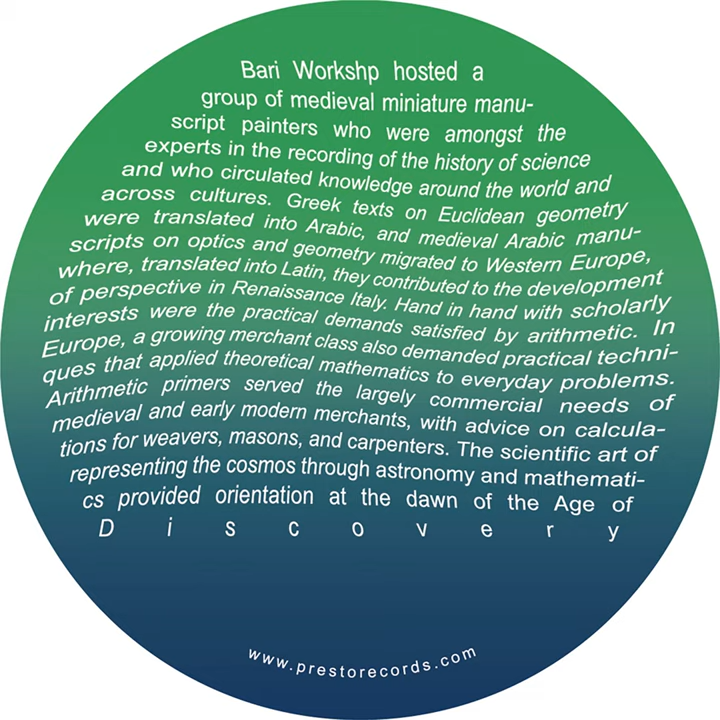 Bari Workshp hosted a
group of medieval miniature manu-
script painters who were amongst the
experts in the recording of the history of science
and who circulated knowledge around the world and
across cultures. Greek texts on Euclidean geometry
were translated into Arabic, and medieval Arabic manu-
scripts on optics and geometry migrated to Western Europe,
where, translated into Latin, they contributed to the development
of perspective in Renaissance Italy. Hand in hand with scholarly
interests were the practical demands satisfied by arithmetic. In
Europe, a growing merchant class also demanded practical techni-
ques that applied theoretical mathematics to everyday problems.
Arithmetic primers served the largely commercial needs of
medieval and early modern merchants, with advice on calcula-
tions for weavers, masons, and carpenters. The scientific art of
representing the cosmos through astronomy and mathemati-
cs provided orientation at the dawn of the Age of
Discovery
www.prestorecords.com